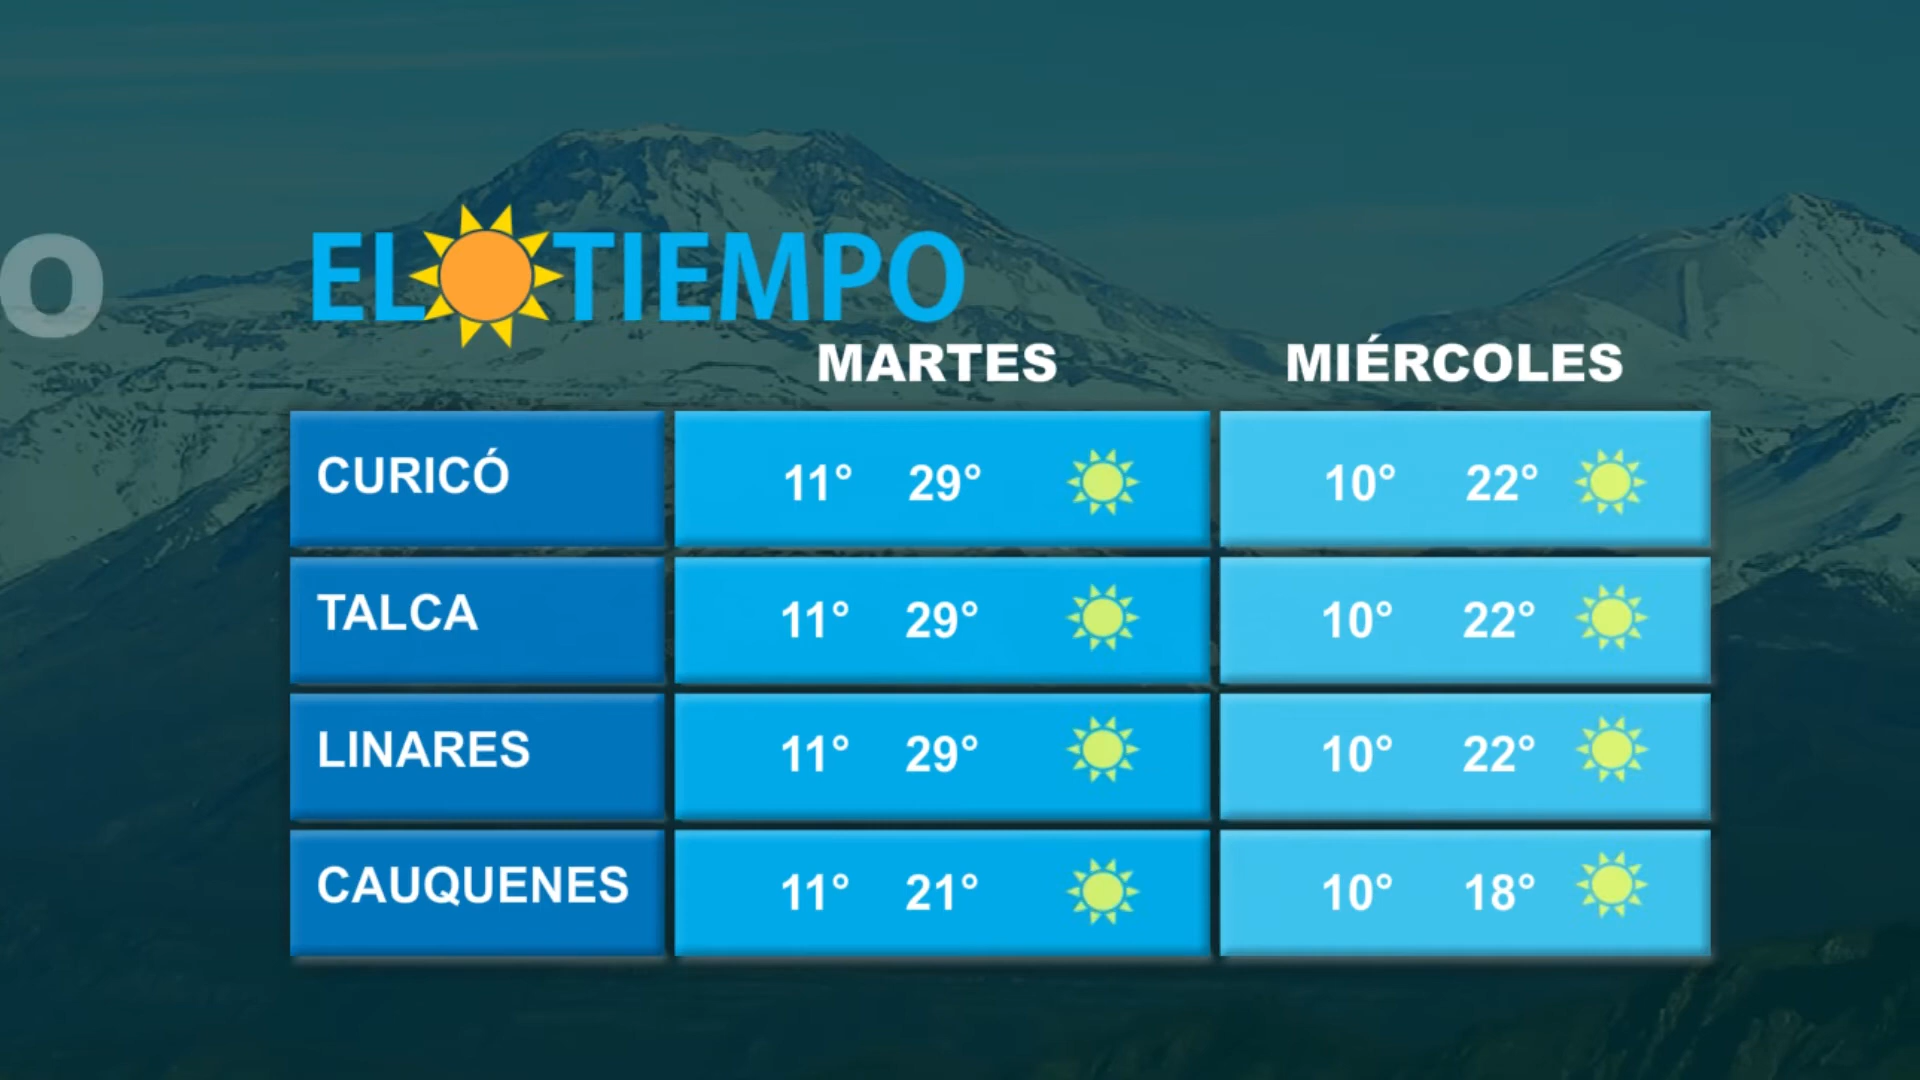 O
EL TIEMPO
MARTES MIÉRCOLES
CURICÓ 11° 29° 10° 22°
TALCA 11° 29° 10° 22°
LINARES 11° 29° 10° 22°
CAUQUENES 11° 21° 10° 18°